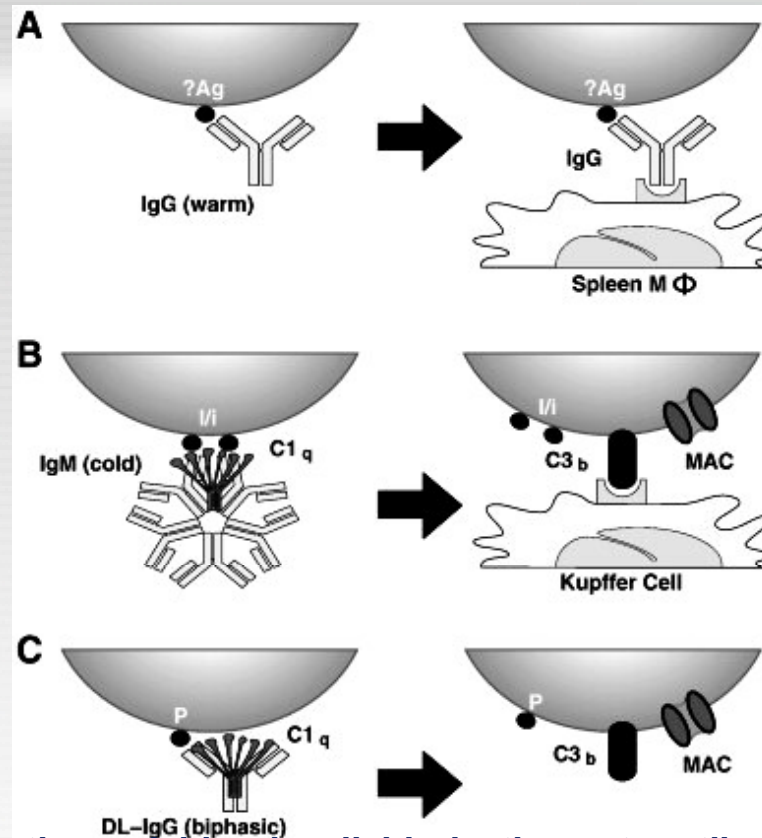 A
?Ag
IgG (warm)
?Ag
IgG
Spleen M Φ
B
I/i
IgM (cold)
C1 q
I/i
C3 b
MAC
Kupffer Cell
C
P
C1 q
DL–IgG (biphasic)
P
C3 b
MAC